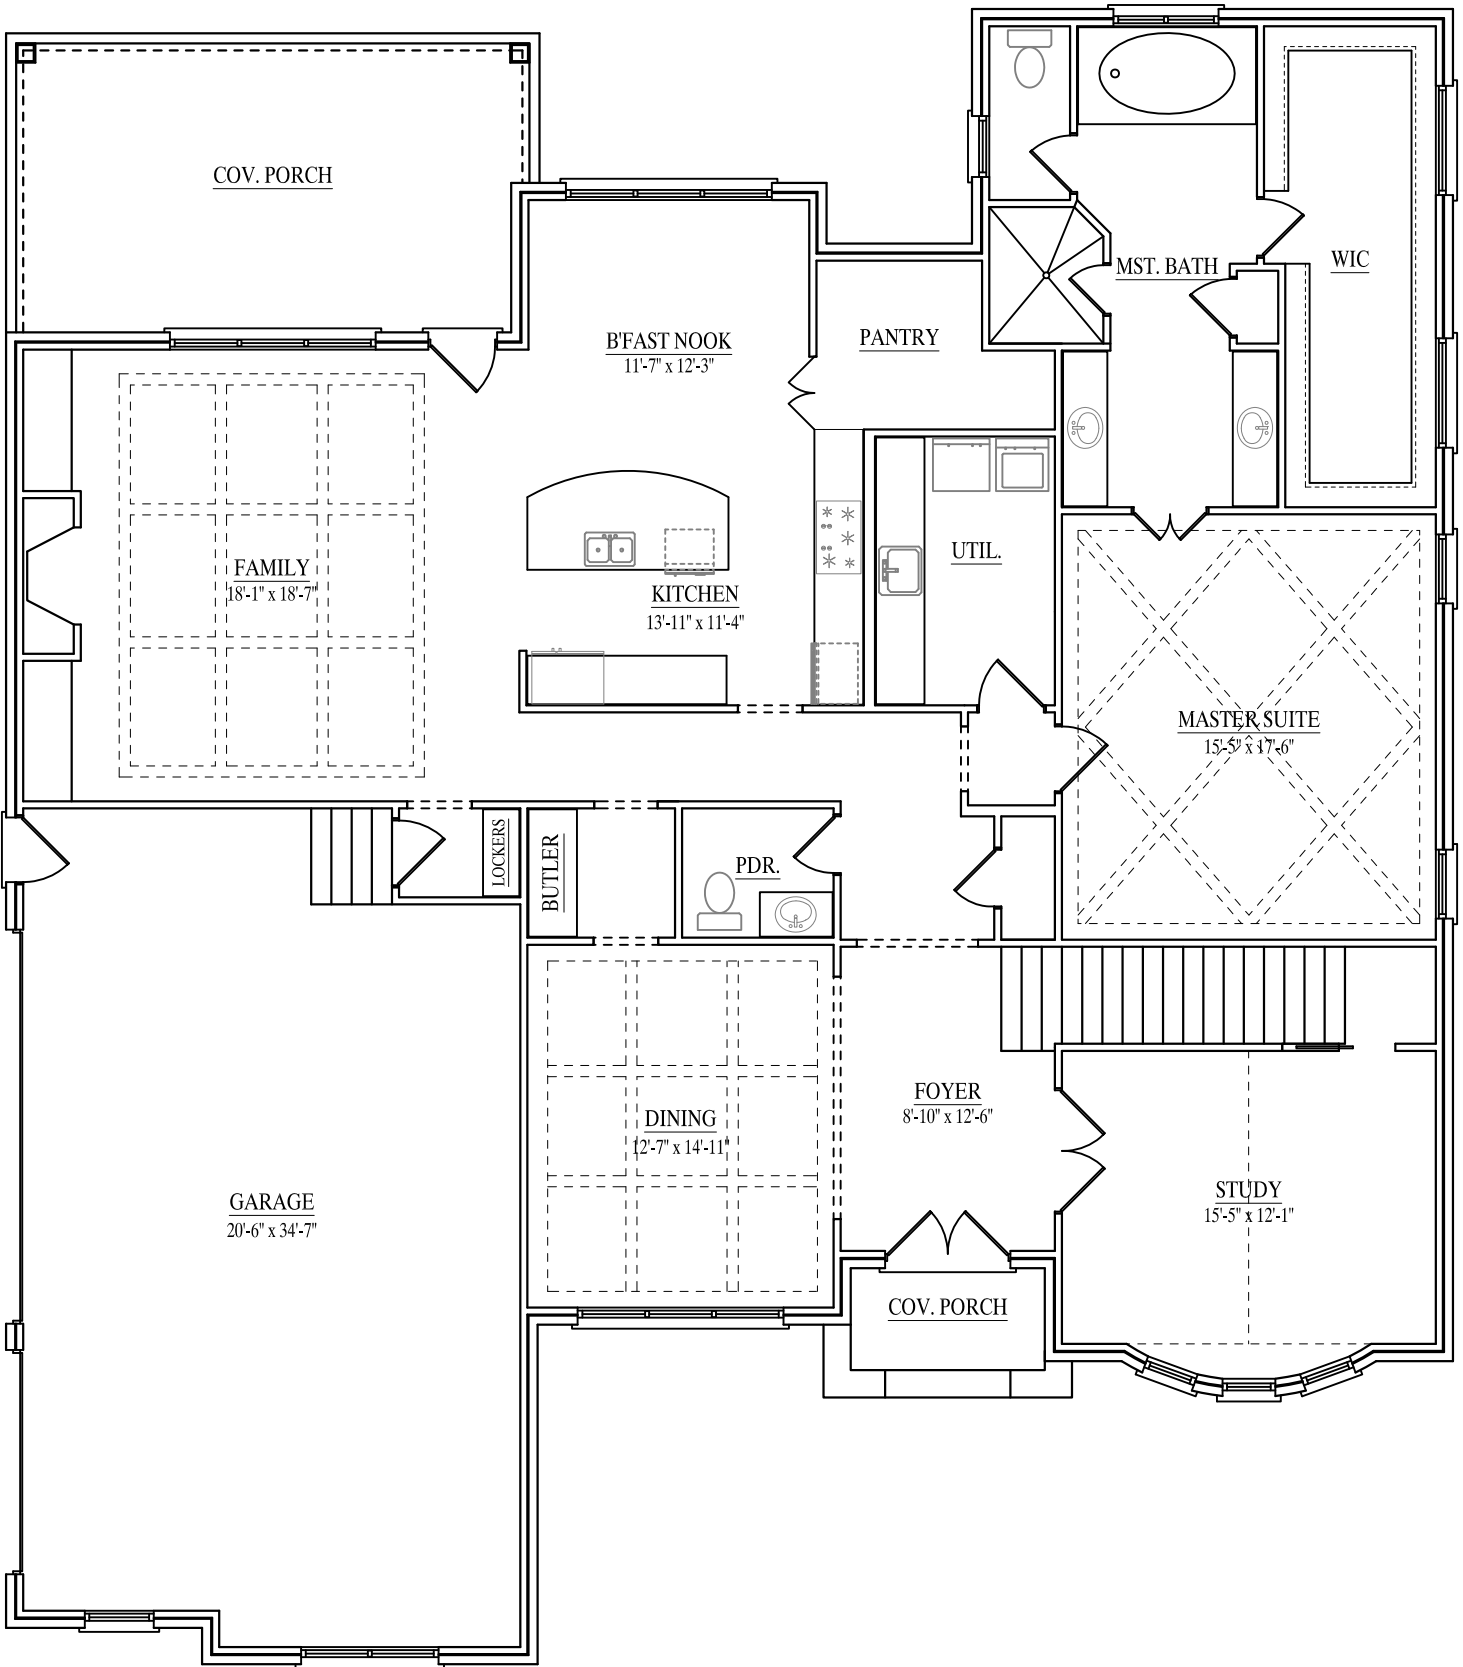 COV. PORCH
MST. BATH
WIC
B'FAST NOOK
11'-7" x 12'-3"
PANTRY
FAMILY
18'-1" x 18'-7"
KITCHEN
13'-11" x 11'-4"
UTIL.
MASTER SUITE
15'-5" x 17'-6"
LOCKERS
BUTLER
PDR.
FOYER
8'-10" x 12'-6"
DINING
12'-7" x 14'-11"
GARAGE
20'-6" x 34'-7"
STUDY
15'-5" x 12'-1"
COV. PORCH